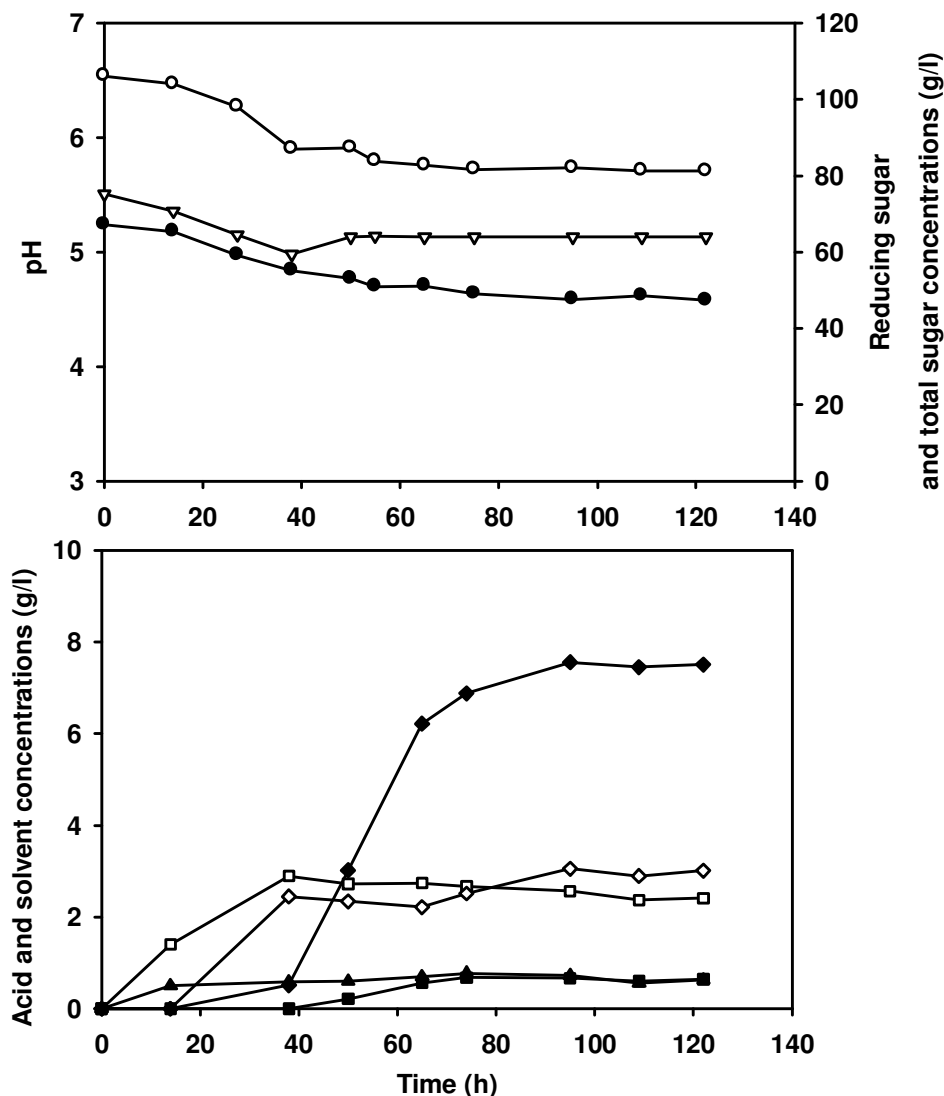 7
6
5
4
3
pH
120
100
80
60
40
20
0
Reducing sugar
and total sugar concentrations (g/l)
0 20 40 60 80 100 120 140
10
8
6
4
2
0
Acid and solvent concentrations (g/l)
0 20 40 60 80 100 120 140
Time (h)